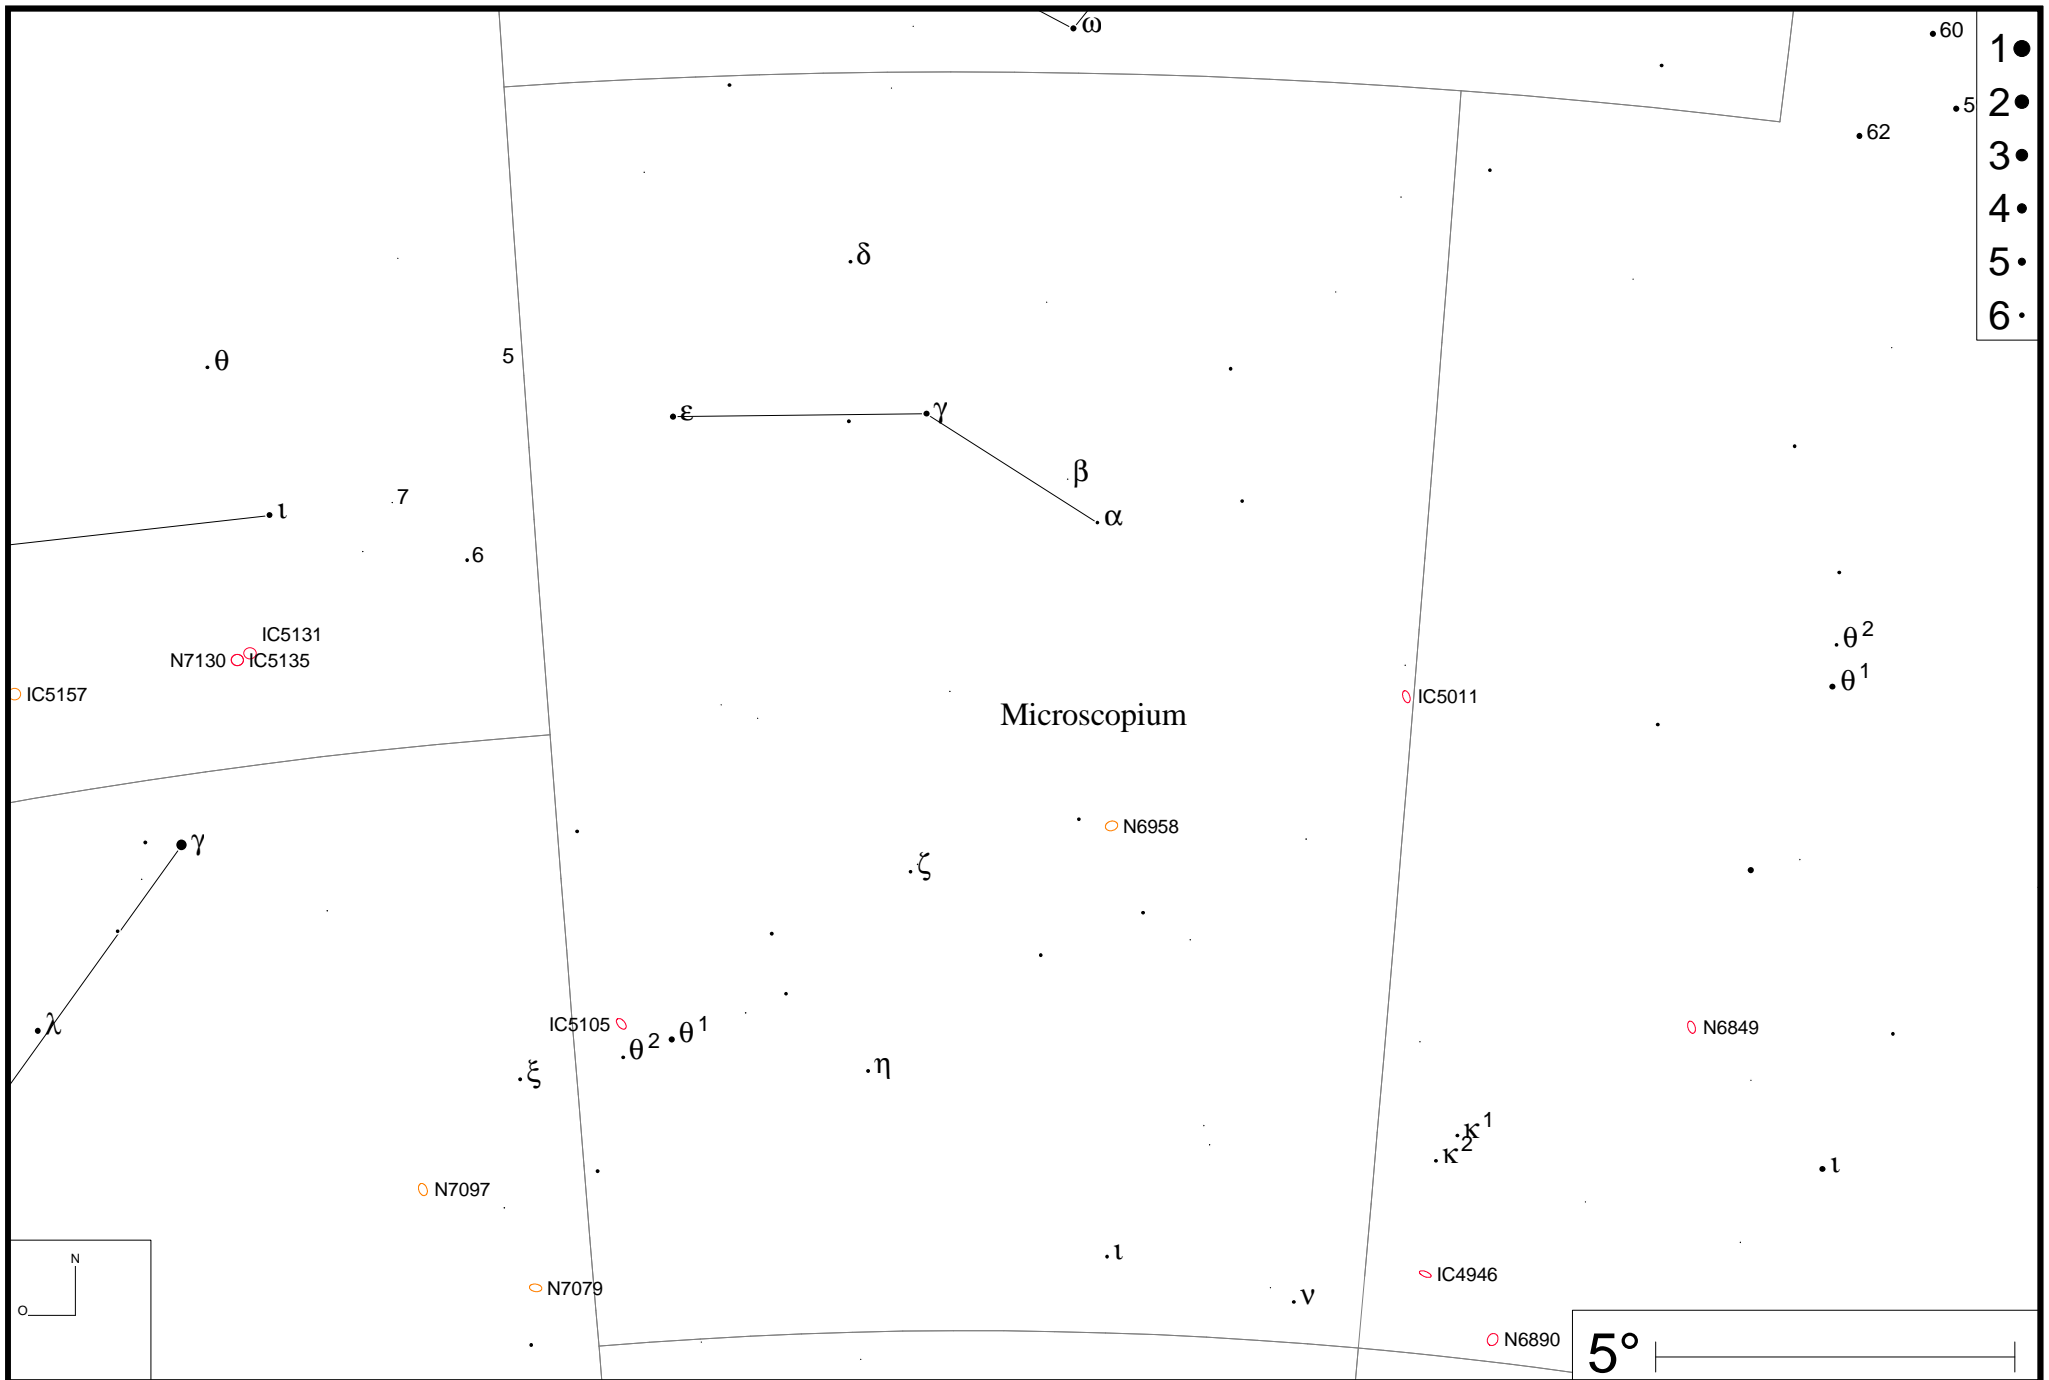 ω
60
1
5
2
62
3
δ
4
5
6
θ
5
ε
γ
β
ι
7
α
6
IC5131
N7130
IC5135
θ2
θ1
IC5157
IC5011
Microscopium
γ
N6958
ζ
λ
IC5105
θ2
θ1
N6849
ξ
η
κ1
κ2
ι
N7097
N
ι
O
N7079
ν
IC4946
N6890
5°